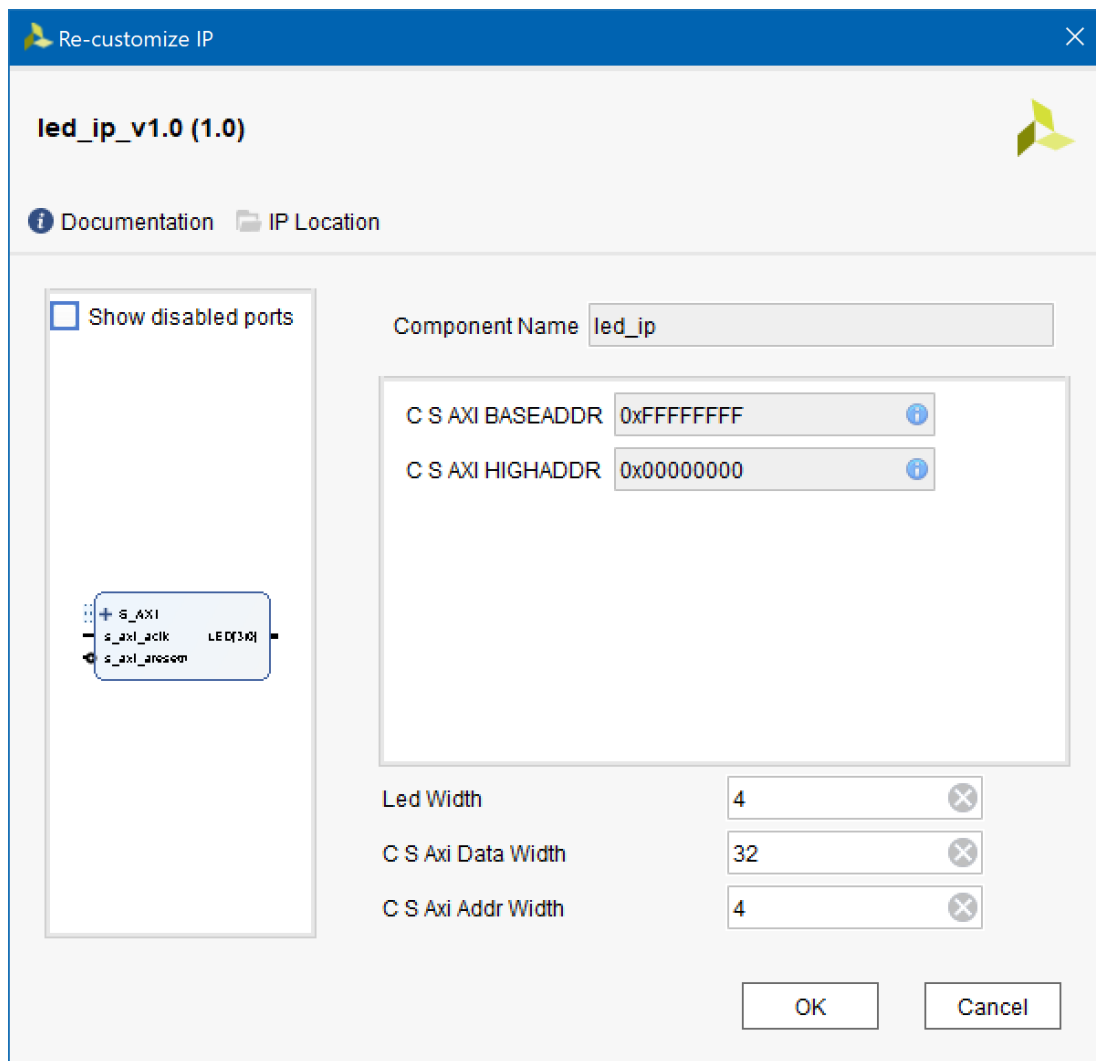 Re-customize IP
led_ip_v1.0 (1.0)
Documentation IP Location
Show disabled ports
Component Name led_ip
C S AXI BASEADDR 0xFFFFFFFF
C S AXI HIGHADDR 0x00000000
S_AXI
s_axi_aclk LED[3:0]
Led Width 4
C S Axi Data Width 32
C S Axi Addr Width 4
OK Cancel